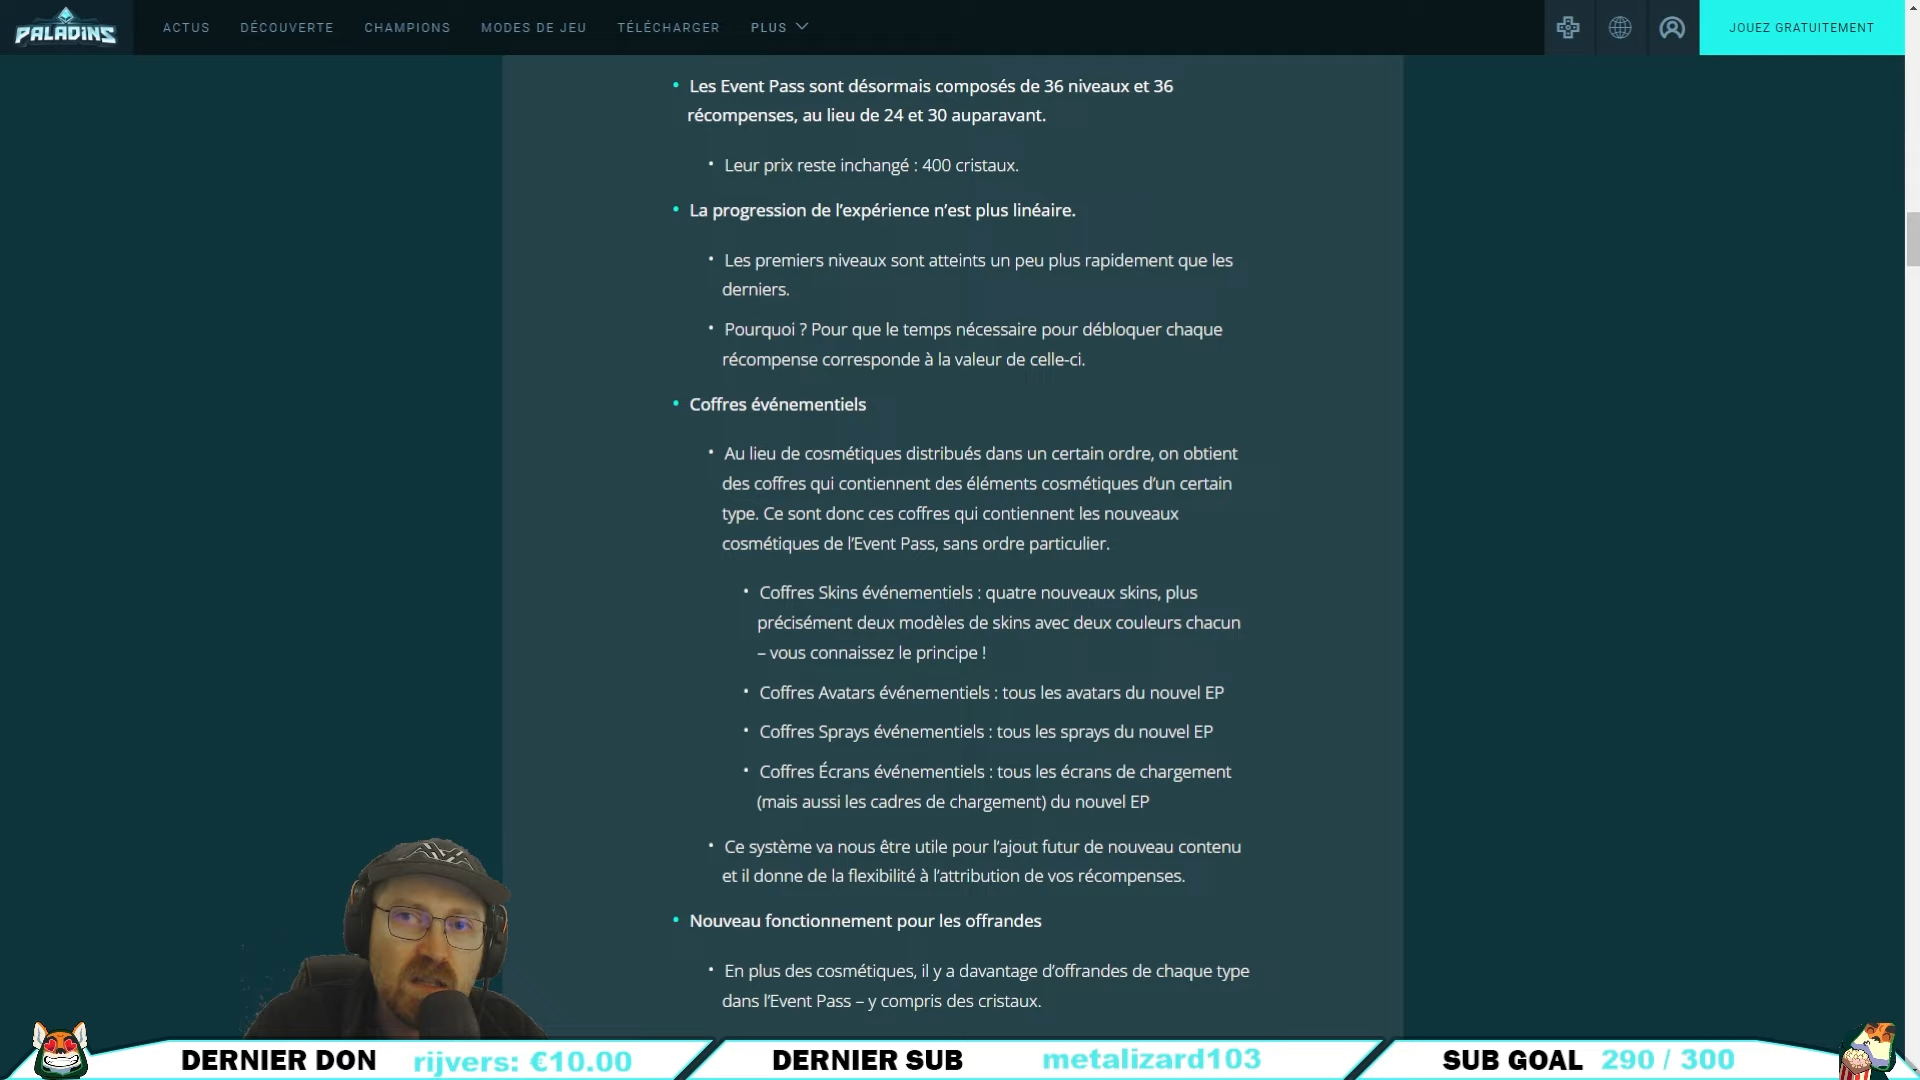 PALADINS
ACTUS
DÉCOUVERTE
CHAMPIONS
MODES DE JEU
TÉLÉCHARGER
PLUS
JOUEZ GRATUITEMENT
• Les Event Pass sont désormais composés de 36 niveaux et 36
récompenses, au lieu de 24 et 30 auparavant.
• Leur prix reste inchangé : 400 cristaux.
• La progression de l’expérience n’est plus linéaire.
• Les premiers niveaux sont atteints un peu plus rapidement que les
derniers.
• Pourquoi ? Pour que le temps nécessaire pour débloquer chaque
récompense corresponde à la valeur de celle-ci.
• Coffres événementiels
• Au lieu de cosmétiques distribués dans un certain ordre, on obtient
des coffres qui contiennent des éléments cosmétiques d’un certain
type. Ce sont donc ces coffres qui contiennent les nouveaux
cosmétiques de l’Event Pass, sans ordre particulier.
• Coffres Skins événementiels : quatre nouveaux skins, plus
précisément deux modèles de skins avec deux couleurs chacun
– vous connaissez le principe !
• Coffres Avatars événementiels : tous les avatars du nouvel EP
• Coffres Sprays événementiels : tous les sprays du nouvel EP
• Coffres Écrans événementiels : tous les écrans de chargement
(mais aussi les cadres de chargement) du nouvel EP
• Ce système va nous être utile pour l’ajout futur de nouveau contenu
et il donne de la flexibilité à l’attribution de vos récompenses.
• Nouveau fonctionnement pour les offrandes
• En plus des cosmétiques, il y a davantage d’offrandes de chaque type
dans l’Event Pass – y compris des cristaux.
DERNIER DON rijvers: €10.00
DERNIER SUB metalizard103
SUB GOAL 290 / 300